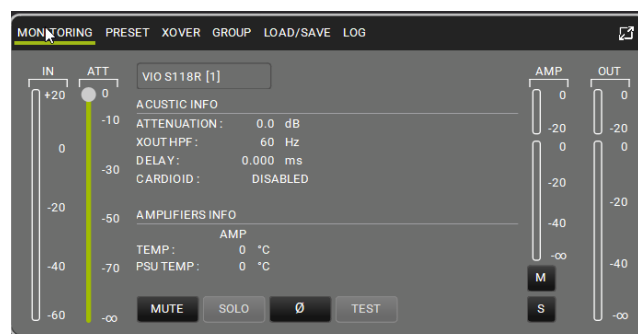 MONITORING PRESET XOVER GROUP LOAD/SAVE LOG
IN ATT VIO S118R [1] AMP OUT
+20 0 0 0
ACUSTIC INFO
-10 ATTENUATION : 0.0 dB -20 -20
0 XOUT HPF : 60 Hz 0 0
-30 DELAY : 0.000 ms
CARDIOID : DISABLED -20
-20 -50 AMPLIFIERS INFO -40 -20
AMP
TEMP : 0 °C -∞
-40 -70 PSU TEMP : 0 °C M -40
-60 -∞ MUTE SOLO Ø TEST S -∞